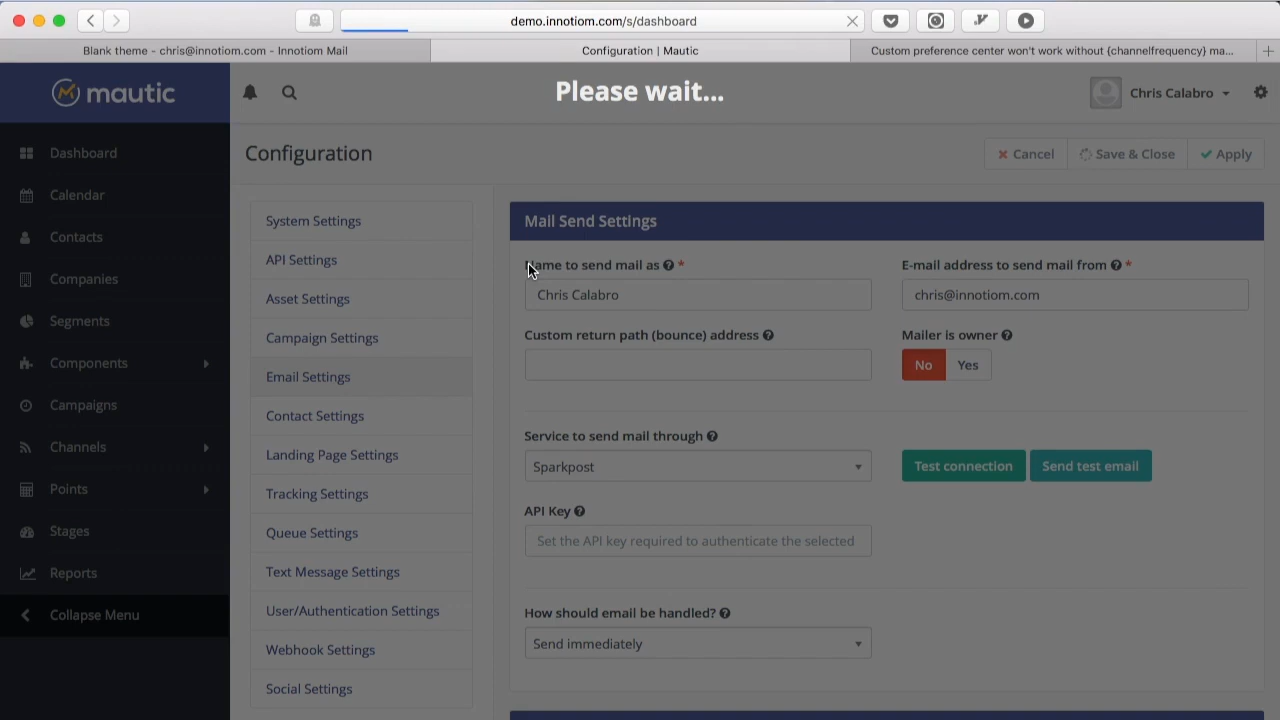 demo.innotiom.com/s/dashboard
Blank theme - chris@innotiom.com - Innotiom Mail
Configuration | Mautic
Custom preference center won't work without {channelfrequency} ma...
mautic
Please wait...
Chris Calabro
Configuration
Cancel
Save & Close
Apply
Dashboard
Calendar
Contacts
Companies
Segments
Components
Campaigns
Channels
Points
Stages
Reports
Collapse Menu
System Settings
API Settings
Asset Settings
Campaign Settings
Email Settings
Contact Settings
Landing Page Settings
Tracking Settings
Queue Settings
Text Message Settings
User/Authentication Settings
Webhook Settings
Social Settings
Mail Send Settings
Name to send mail as *
Chris Calabro
E-mail address to send mail from *
chris@innotiom.com
Custom return path (bounce) address
Mailer is owner
No Yes
Service to send mail through
Sparkpost
Test connection
Send test email
API Key
Set the API key required to authenticate the selected
How should email be handled?
Send immediately